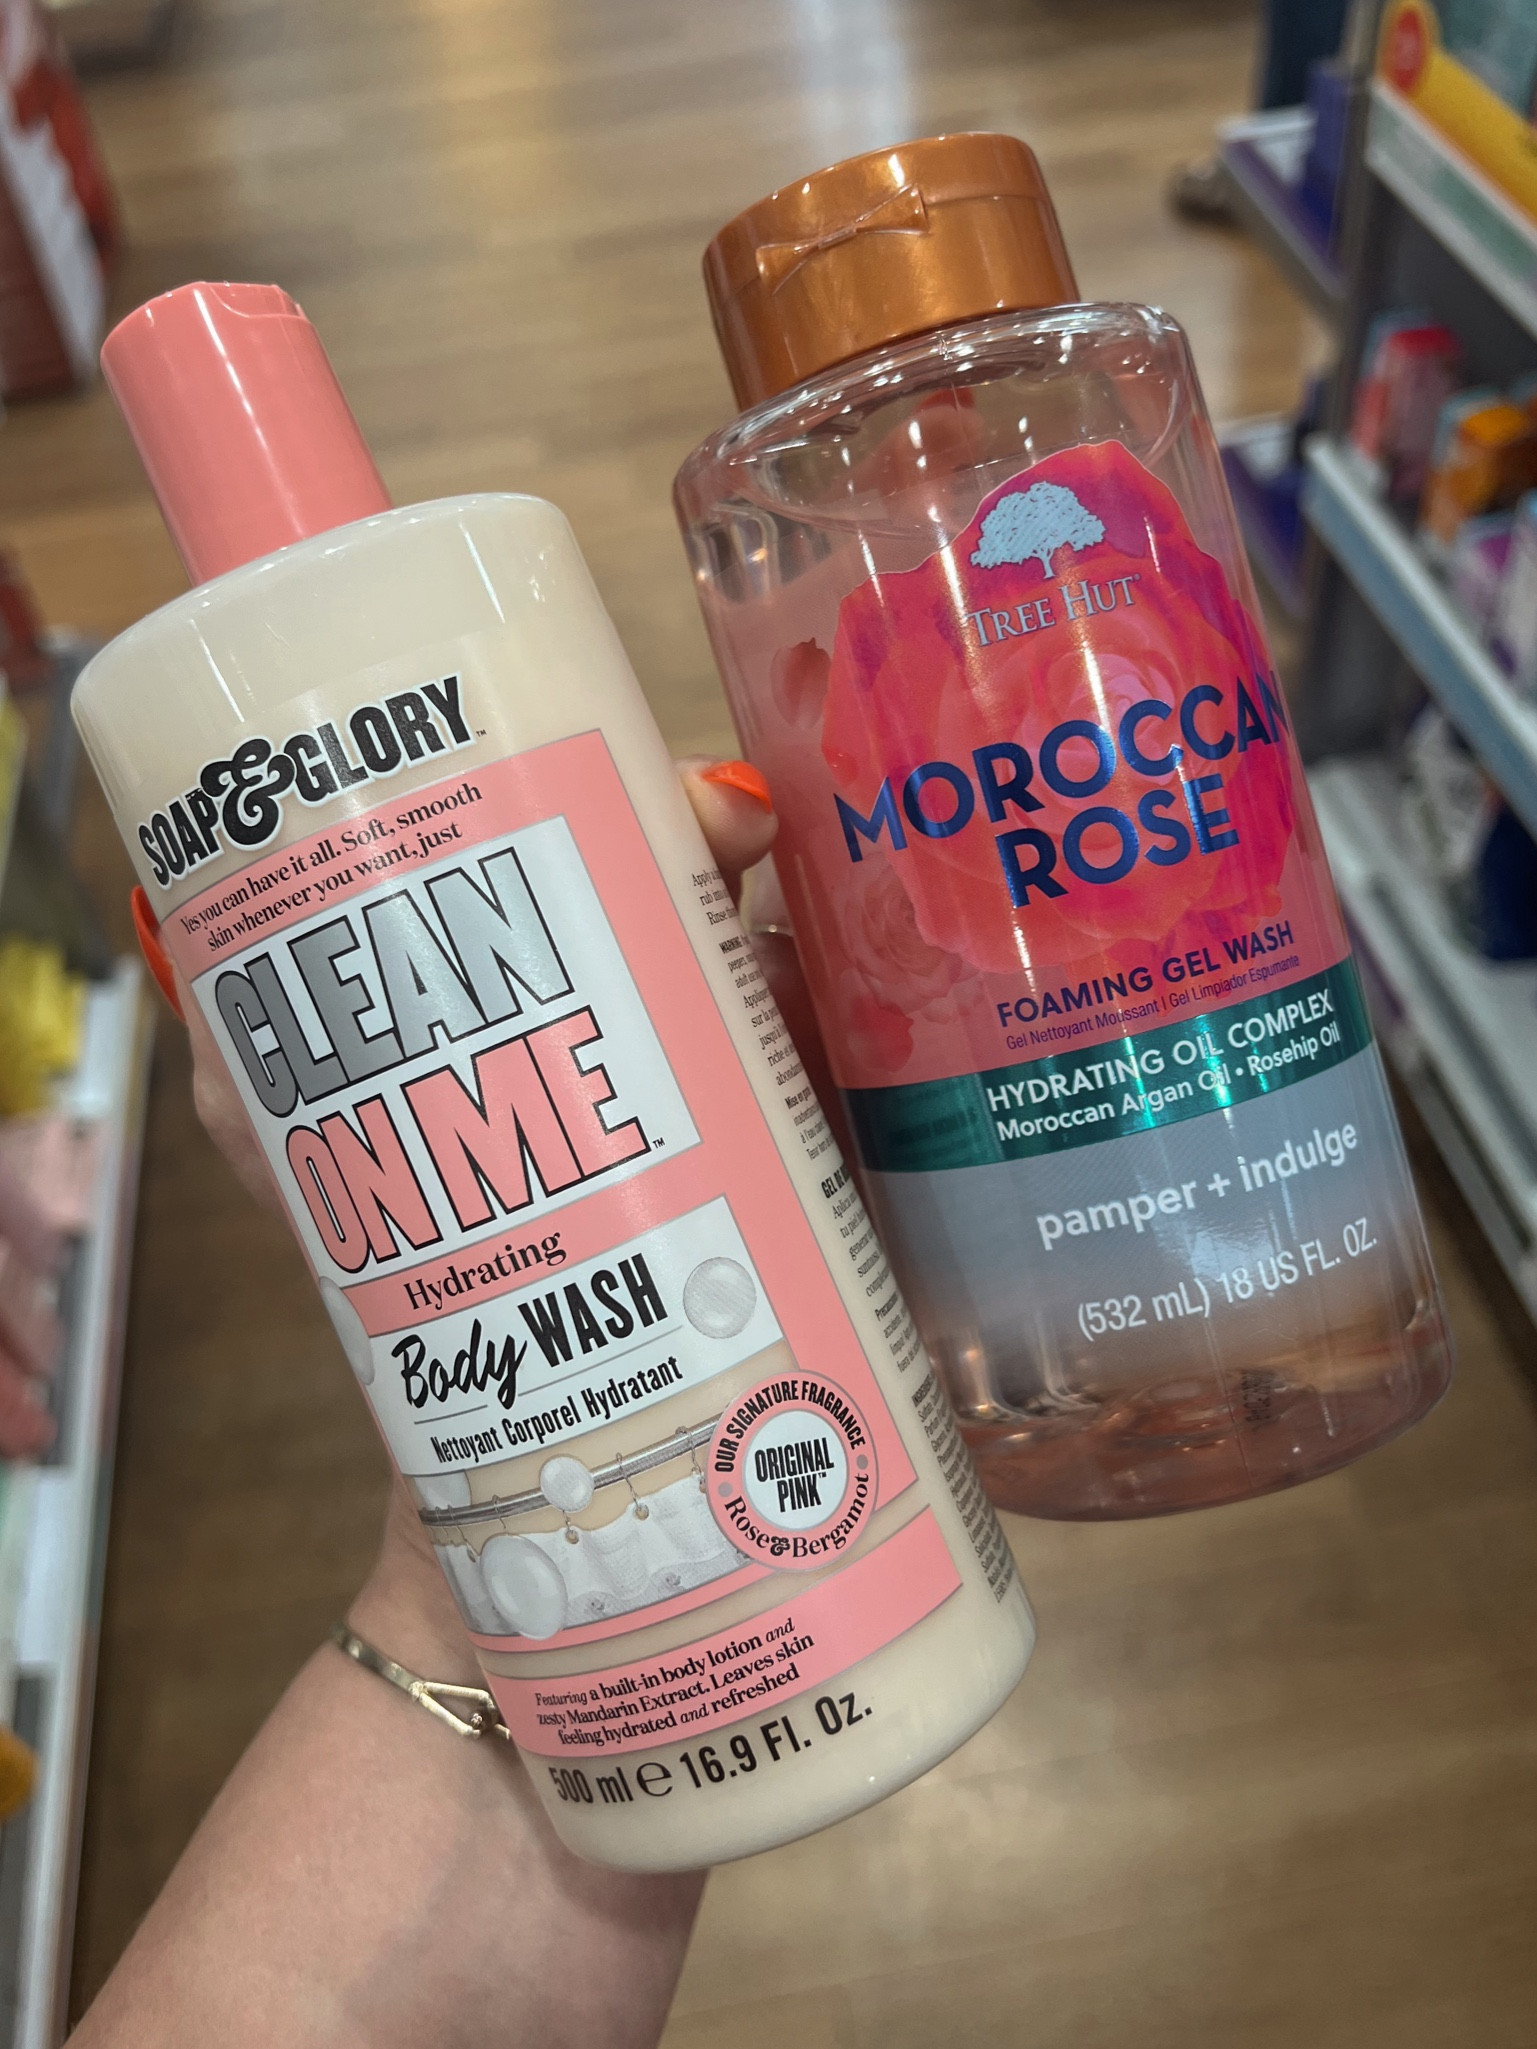 SOAP & GLORY™
Yes you can have it all. Soft, smooth
skin whenever you want, just
CLEAN
ON ME™
Hydrating
Body WASH
Nettoyant Corporel Hydratant
OUR SIGNATURE FRAGRANCE
ORIGINAL
PINK™
Rose & Bergamot
Featuring a built-in body lotion and
zesty Mandarin Extract. Leaves skin
feeling hydrated and refreshed
500 ml ℮ 16.9 Fl. Oz.
TREE HUT®
MOROCCAN
ROSE
FOAMING GEL WASH
Gel Nettoyant Moussant | Gel Limpiador Espumante
HYDRATING OIL COMPLEX
Moroccan Argan Oil • Rosehip Oil
pamper + indulge
(532 mL) 18 US FL. OZ.